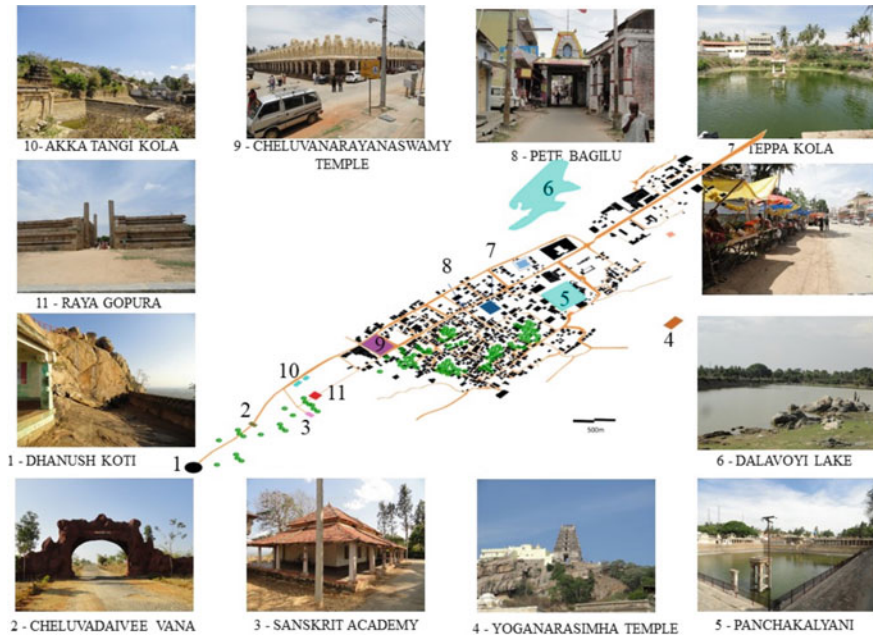 10- AKKA TANGI KOLA
9 - CHELUVANARAYANASWAMY
TEMPLE
8 - PETE BAGILU
7 - TEPPA KOLA
11 - RAYA GOPURA
6
7
8
5
4
9
10
11
2
3
1
500m
1 - DHANUSH KOTI
6 - DALAVOYI LAKE
2 - CHELUVADAIVEE VANA
3 - SANSKRIT ACADEMY
4 - YOGANARASIMHA TEMPLE
5 - PANCHAKALYANI